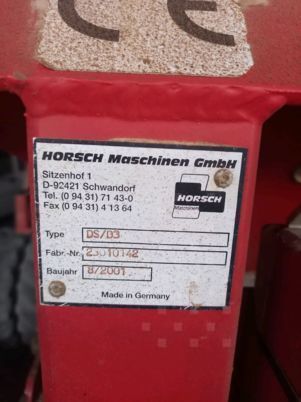 CE
HORSCH Maschinen GmbH
Sitzenhof 1
D-92421 Schwandorf
Tel. (0 94 31) 71 43-0
Fax (0 94 31) 4 13 64
HORSCH
Type DS/D3
Fabr.-Nr.
Baujahr 8/2001
Made in Germany